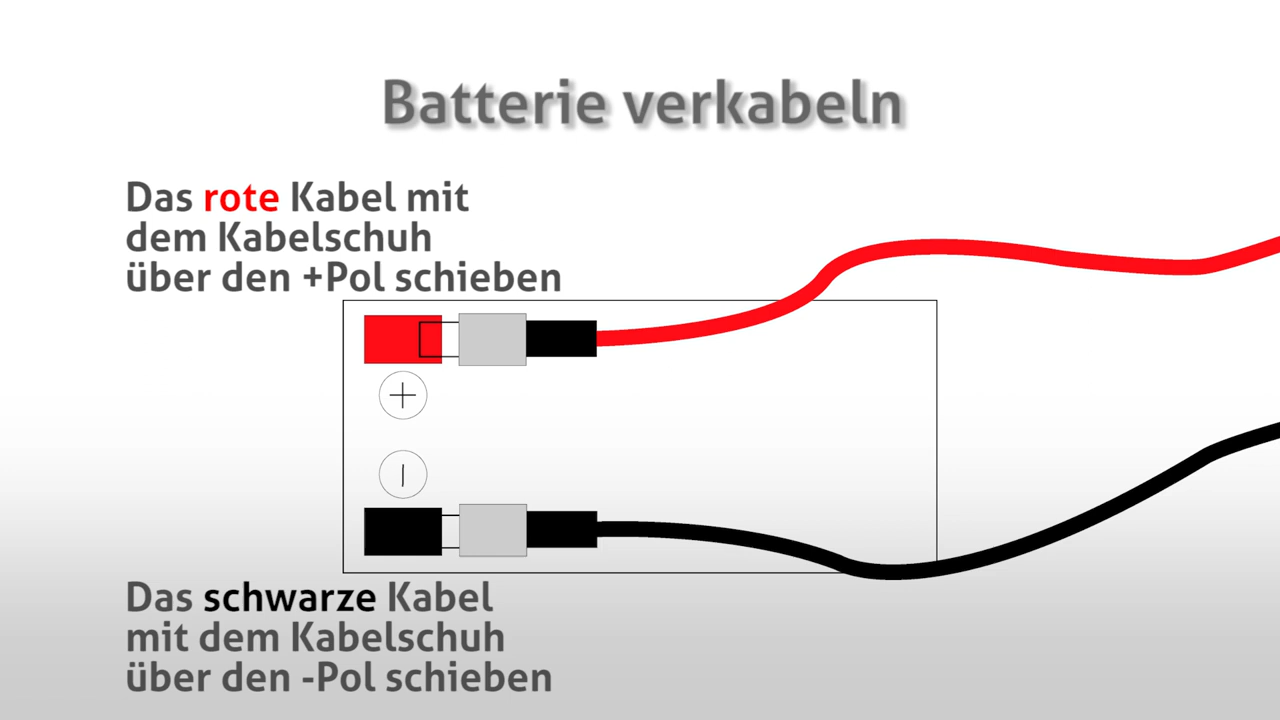 Batterie verkabeln
Das rote Kabel mit
dem Kabelschuh
über den +Pol schieben
Das schwarze Kabel
mit dem Kabelschuh
über den -Pol schieben